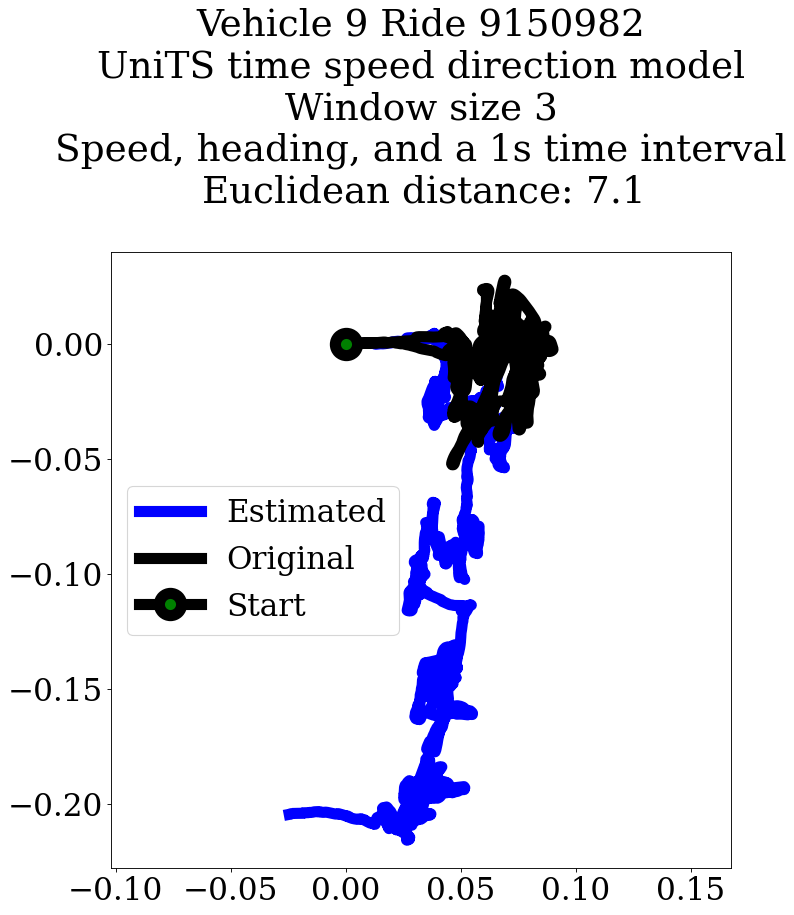 Vehicle 9 Ride 9150982
UniTS time speed direction model
Window size 3
Speed, heading, and a 1s time interval
Euclidean distance: 7.1
0.00
−0.05
−0.10
−0.15
−0.20
Estimated
Original
Start
−0.10 −0.05 0.00 0.05 0.10 0.15